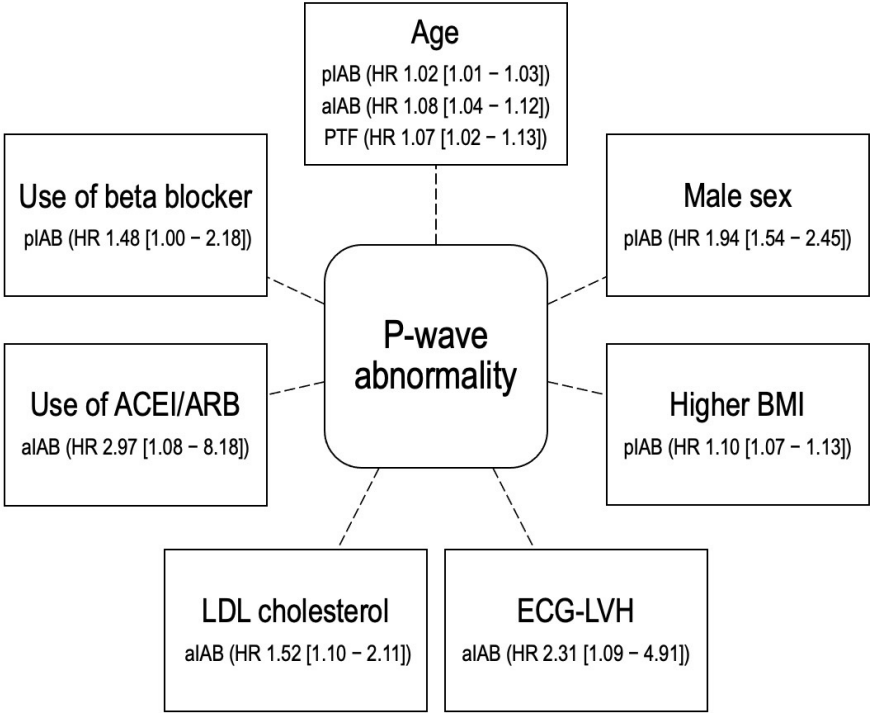 Age
pIAB (HR 1.02 [1.01 − 1.03])
aIAB (HR 1.08 [1.04 − 1.12])
PTF (HR 1.07 [1.02 − 1.13])
Use of beta blocker
pIAB (HR 1.48 [1.00 − 2.18])
Male sex
pIAB (HR 1.94 [1.54 − 2.45])
P-wave
abnormality
Use of ACEI/ARB
aIAB (HR 2.97 [1.08 − 8.18])
Higher BMI
pIAB (HR 1.10 [1.07 − 1.13])
LDL cholesterol
aIAB (HR 1.52 [1.10 − 2.11])
ECG-LVH
aIAB (HR 2.31 [1.09 − 4.91])